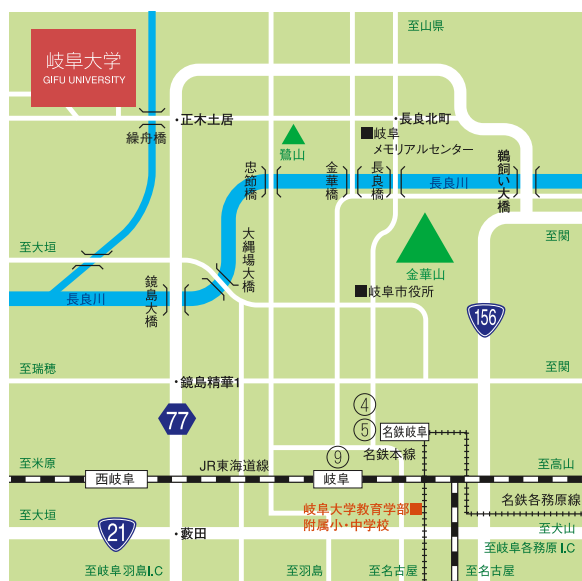 至山県
岐阜大学
GIFU UNIVERSITY
・正木土居
・長良北町
繰舟橋
■岐阜
メモリアルセンター
鷺山
忠節橋
金華橋
長良橋
鵜飼い大橋
長良川
至大垣
大縄場大橋
至関
金華山
長良川
鏡島大橋
■岐阜市役所
156
至瑞穂
・鏡島精華1
至関
77
④
⑤
名鉄岐阜
⑨
名鉄本線
至米原
JR東海道線
至高山
西岐阜
岐阜
名鉄各務原線
至大垣
岐阜大学教育学部■
附属小・中学校
21
・薮田
至犬山
至岐阜各務原I.C
至岐阜羽島I.C
至羽島
至名古屋
至名古屋